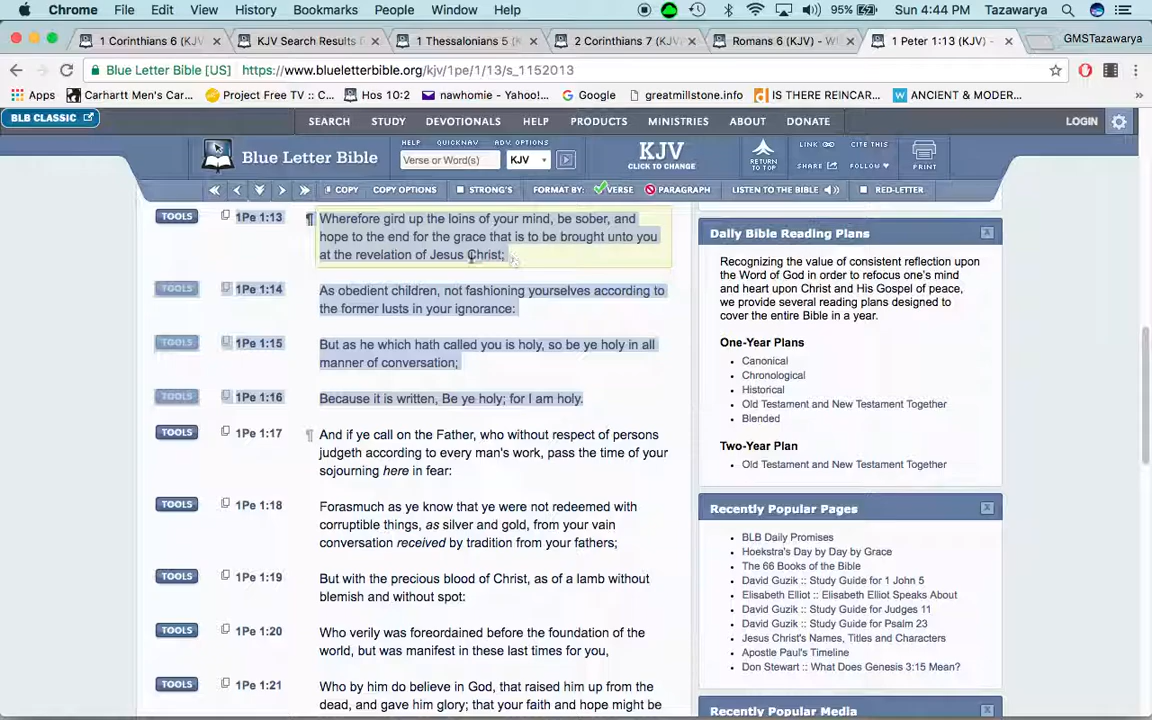 Chrome File Edit View History Bookmarks People Window Help 95% Sun 4:44 PM Tazawarya
1 Corinthians 6 (KJV) KJV Search Results 1 Thessalonians 5 2 Corinthians 7 (KJV) Romans 6 (KJV) 1 Peter 1:13 (KJV) - GMSTazawarya
Blue Letter Bible [US] https://www.blueletterbible.org/kjv/1pe/1/13/s_1152013
Apps Carhartt Men's Car... Project Free TV :: C... Hos 10:2 nawhomie - Yahoo!... Google greatmillstone.info IS THERE REINCAR... ANCIENT & MODER... »
BLB CLASSIC SEARCH STUDY DEVOTIONALS HELP PRODUCTS MINISTRIES ABOUT DONATE LOGIN
HELP QUICKNAV ADV. OPTIONS
Blue Letter Bible Verse or Word(s) KJV KJV
CLICK TO CHANGE RETURN TO TOP LINK CITE THIS
SHARE FOLLOW PRINT
COPY COPY OPTIONS STRONG'S FORMAT BY: VERSE PARAGRAPH LISTEN TO THE BIBLE RED-LETTER
TOOLS 1Pe 1:13 ¶ Wherefore gird up the loins of your mind, be sober, and
hope to the end for the grace that is to be brought unto you
at the revelation of Jesus Christ;
TOOLS 1Pe 1:14 As obedient children, not fashioning yourselves according to
the former lusts in your ignorance:
TOOLS 1Pe 1:15 But as he which hath called you is holy, so be ye holy in all
manner of conversation;
TOOLS 1Pe 1:16 Because it is written, Be ye holy; for I am holy.
TOOLS 1Pe 1:17 ¶ And if ye call on the Father, who without respect of persons
judgeth according to every man's work, pass the time of your
sojourning here in fear:
TOOLS 1Pe 1:18 Forasmuch as ye know that ye were not redeemed with
corruptible things, as silver and gold, from your vain
conversation received by tradition from your fathers;
TOOLS 1Pe 1:19 But with the precious blood of Christ, as of a lamb without
blemish and without spot:
TOOLS 1Pe 1:20 Who verily was foreordained before the foundation of the
world, but was manifest in these last times for you,
TOOLS 1Pe 1:21 Who by him do believe in God, that raised him up from the
dead, and gave him glory; that your faith and hope might be
Daily Bible Reading Plans
Recognizing the value of consistent reflection upon
the Word of God in order to refocus one's mind
and heart upon Christ and His Gospel of peace,
we provide several reading plans designed to
cover the entire Bible in a year.
One-Year Plans
Canonical
Chronological
Historical
Old Testament and New Testament Together
Blended
Two-Year Plan
Old Testament and New Testament Together
Recently Popular Pages
BLB Daily Promises
Hoekstra's Day by Day by Grace
The 66 Books of the Bible
David Guzik :: Study Guide for 1 John 5
Elisabeth Elliot :: Elisabeth Elliot Speaks About
David Guzik :: Study Guide for Judges 11
David Guzik :: Study Guide for Psalm 23
Jesus Christ's Names, Titles and Characters
Apostle Paul's Timeline
Don Stewart :: What Does Genesis 3:15 Mean?
Recently Popular Media